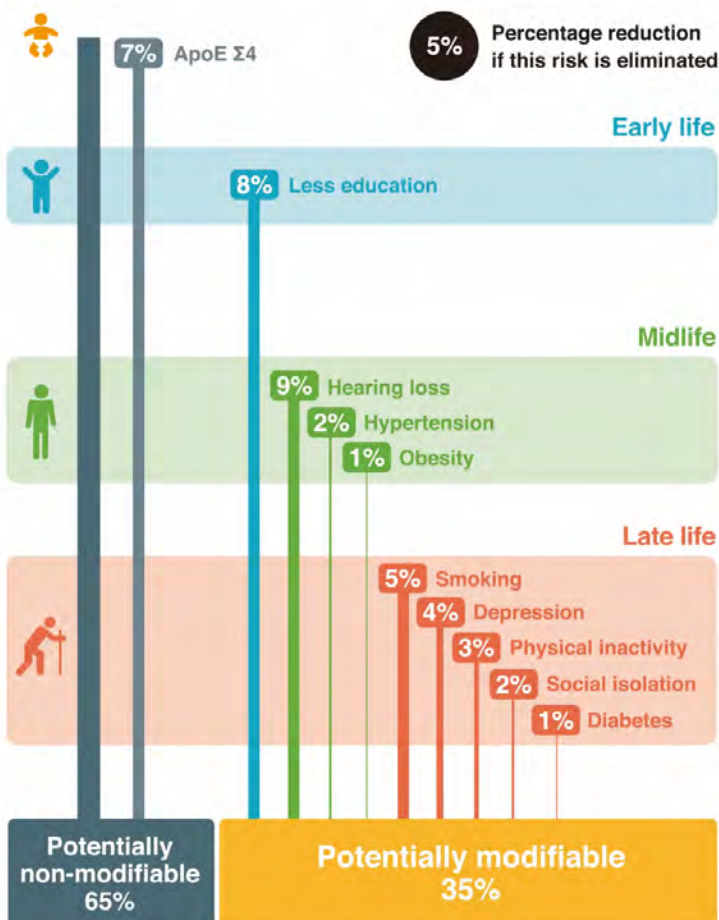 7% ApoE Σ4
5% Percentage reduction
if this risk is eliminated
Early life
8% Less education
Midlife
9% Hearing loss
2% Hypertension
1% Obesity
Late life
5% Smoking
4% Depression
3% Physical inactivity
2% Social isolation
1% Diabetes
Potentially
non-modifiable
65%
Potentially modifiable
35%